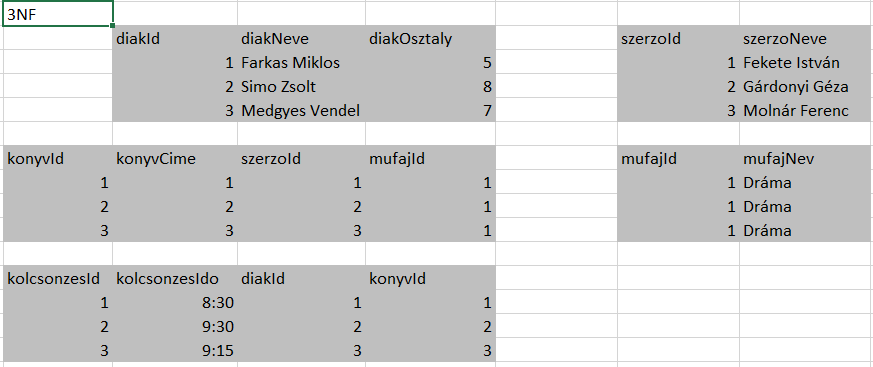 3NF
diakId diakNeve diakOsztaly szerzoId szerzoNeve
1 Farkas Miklos 5 1 Fekete István
2 Simo Zsolt 8 2 Gárdonyi Géza
3 Medgyes Vendel 7 3 Molnár Ferenc
konyvId konyvCime szerzoId mufajId mufajId mufajNev
1 1 1 1 1 Dráma
2 2 2 1 1 Dráma
3 3 3 1 1 Dráma
kolcsonzesId kolcsonzesIdo diakId konyvId
1 8:30 1 1
2 9:30 2 2
3 9:15 3 3